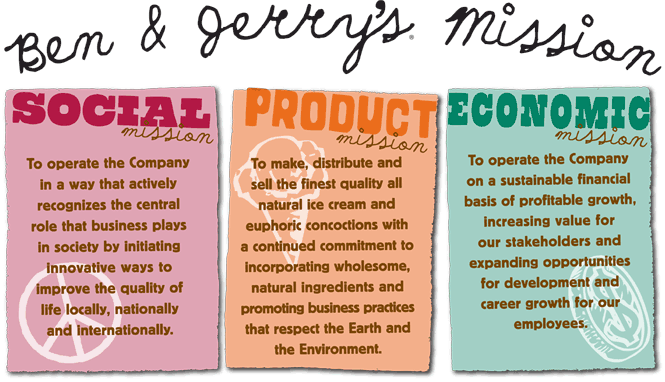 Ben & Jerry's® Mission
SOCIAL
mission
To operate the Company
in a way that actively
recognizes the central
role that business plays
in society by initiating
innovative ways to
improve the quality of
life locally, nationally
and internationally.
PRODUCT
mission
To make, distribute and
sell the finest quality all
natural ice cream and
euphoric concoctions with
a continued commitment to
incorporating wholesome,
natural ingredients and
promoting business practices
that respect the Earth and
the Environment.
ECONOMIC
mission
To operate the Company
on a sustainable financial
basis of profitable growth,
increasing value for
our stakeholders and
expanding opportunities
for development and
career growth for our
employees.